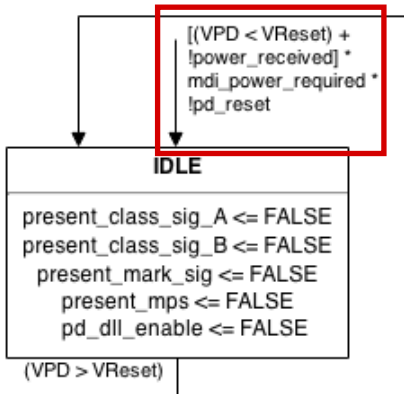 [(VPD < VReset) +
!power_received] *
mdi_power_required *
!pd_reset
IDLE
present_class_sig_A <= FALSE
present_class_sig_B <= FALSE
present_mark_sig <= FALSE
present_mps <= FALSE
pd_dll_enable <= FALSE
(VPD > VReset)